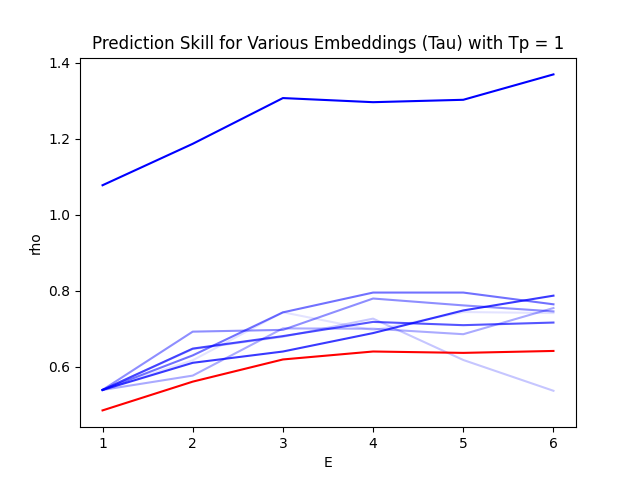 Prediction Skill for Various Embeddings (Tau) with Tp = 1
1.4
1.2
1.0
0.8
0.6
rho
1 2 3 4 5 6
E